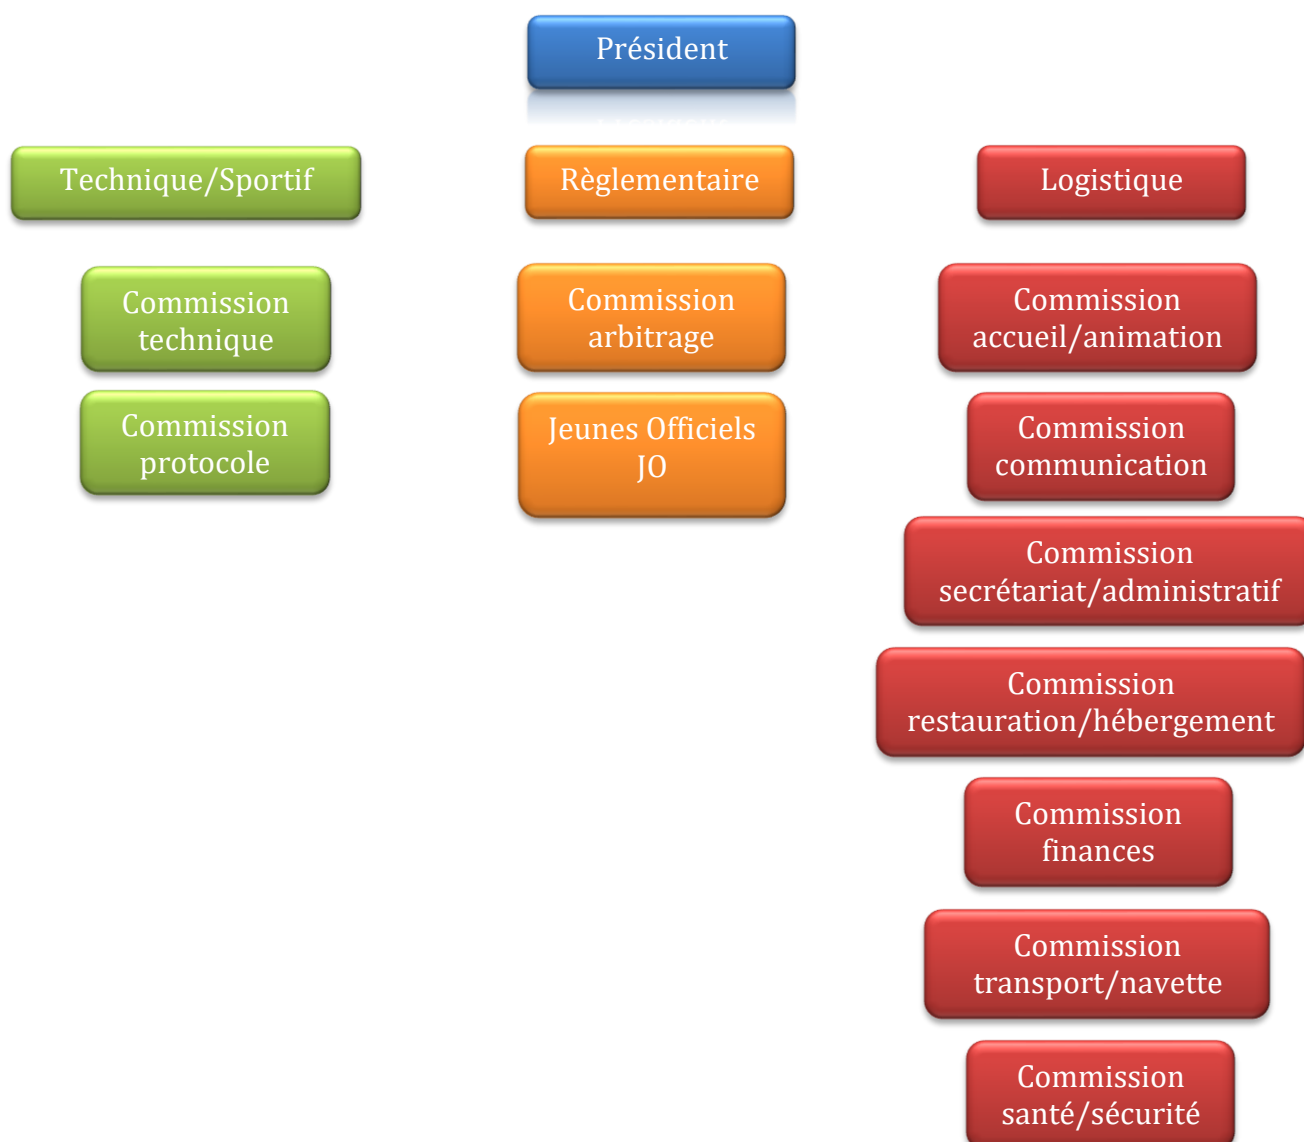 Président
Technique/Sportif
Règlementaire
Logistique
Commission
technique
Commission
arbitrage
Commission
accueil/animation
Commission
protocole
Jeunes Officiels
JO
Commission
communication
Commission
secrétariat/administratif
Commission
restauration/hébergement
Commission
finances
Commission
transport/navette
Commission
santé/sécurité